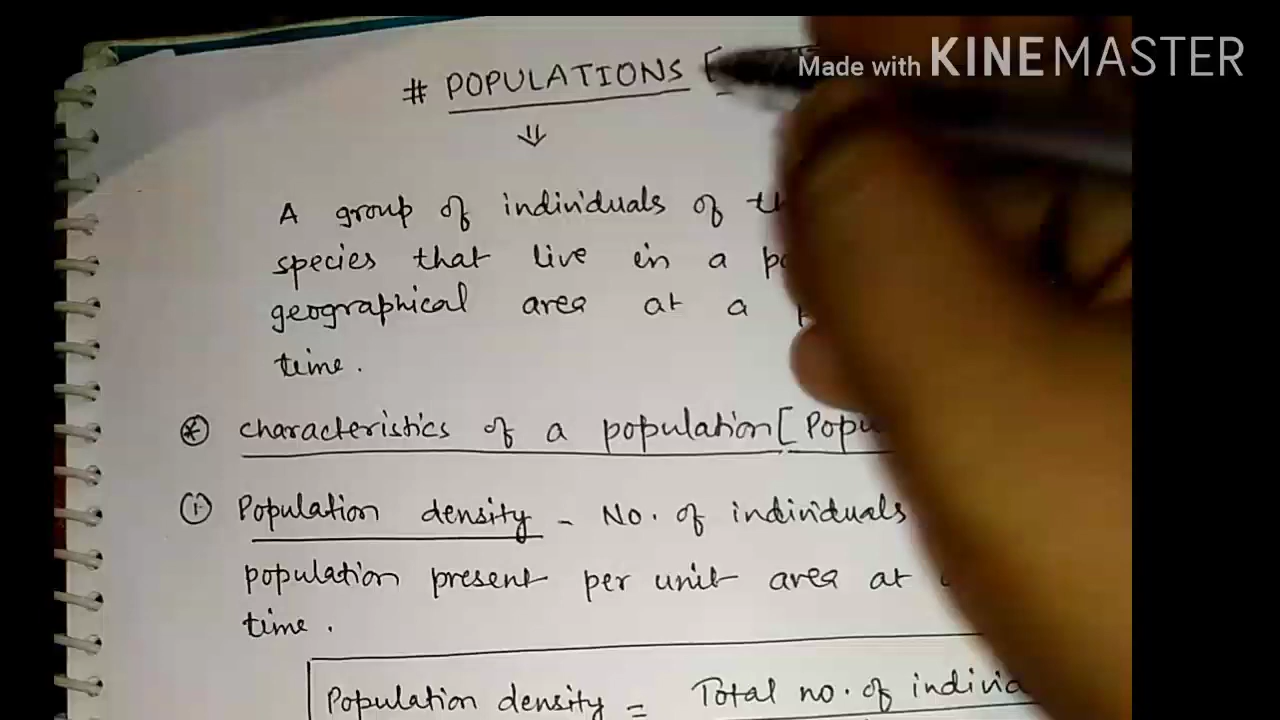 # POPULATIONS [
Made with KINEMASTER
A group of individuals of
species that live in a
geographical area at a
time.
* characteristics of a population [
1 Population density - No. of individuals
population present per unit area at
time.
Population density = Total no. of